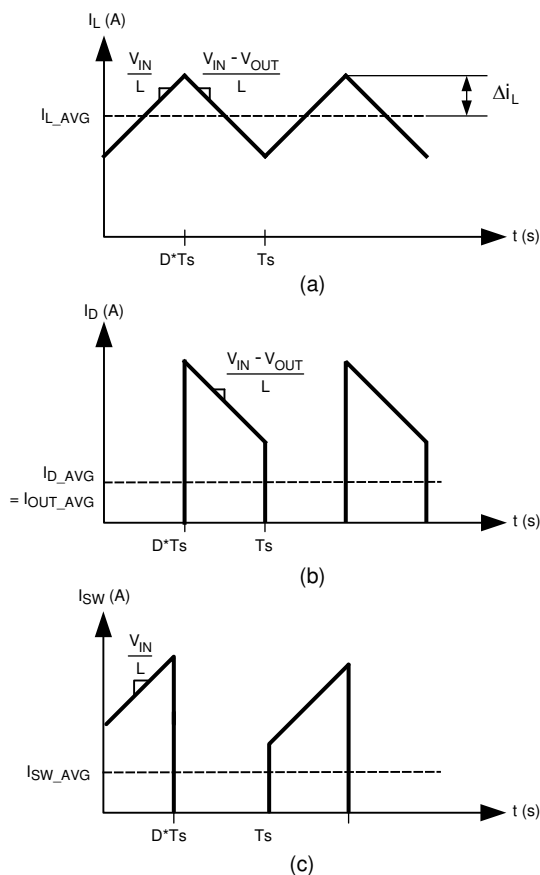 I_L (A)
V_IN
L
V_IN - V_OUT
L
Δi_L
I_L_AVG
t (s)
D*Ts
Ts
(a)
I_D (A)
V_IN - V_OUT
L
I_D_AVG
= I_OUT_AVG
t (s)
D*Ts
Ts
(b)
I_SW (A)
V_IN
L
I_SW_AVG
t (s)
D*Ts
Ts
(c)